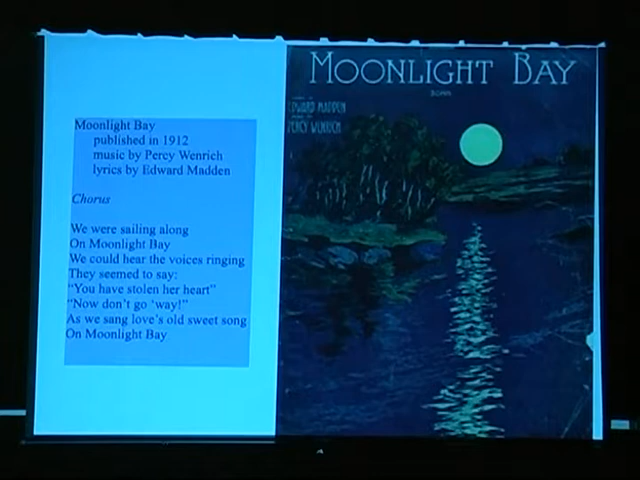 Moonlight Bay
published in 1912
music by Percy Wenrich
lyrics by Edward Madden
Chorus
We were sailing along
On Moonlight Bay
We could hear the voices ringing
They seemed to say:
“You have stolen her heart”
“Now don't go ‘way!”
As we sang love's old sweet song
On Moonlight Bay
MOONLIGHT BAY
SONG
EDWARD MADDEN
PERCY WENRICH